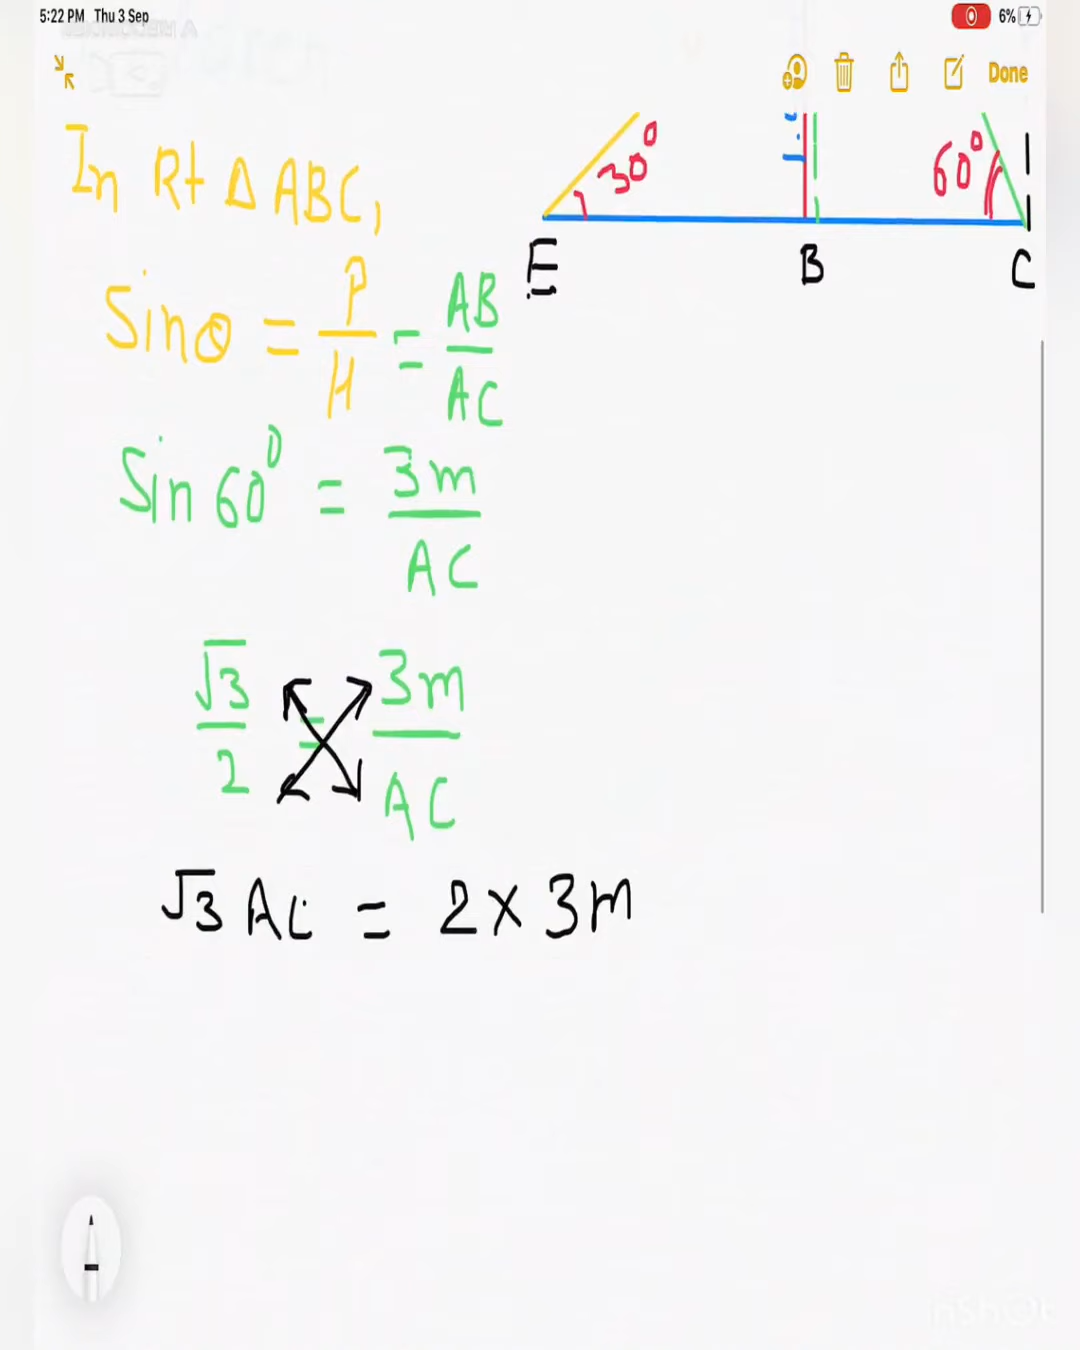 5:22 PM Thu 3 Sep
6%
Done
In Rt Δ ABC,
30°
60°
E
B
C
Sinθ = P/H = AB/AC
Sin 60° = 3m/AC
√3/2 = 3m/AC
√3 AC = 2 × 3m
InShOt